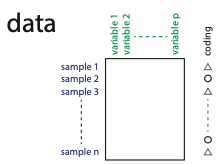 data
variable 1
variable 2
variable p
coding
sample 1
sample 2
sample 3
sample n